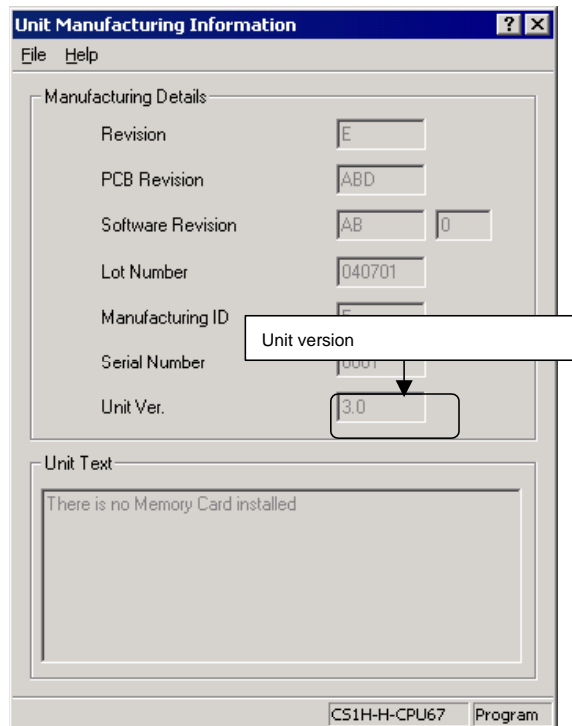 Unit Manufacturing Information
File Help
Manufacturing Details
Revision E
PCB Revision ABD
Software Revision AB 0
Lot Number 040701
Manufacturing ID
Unit version
Serial Number 0001
Unit Ver. 3.0
Unit Text
There is no Memory Card installed
CS1H-H-CPU67 Program